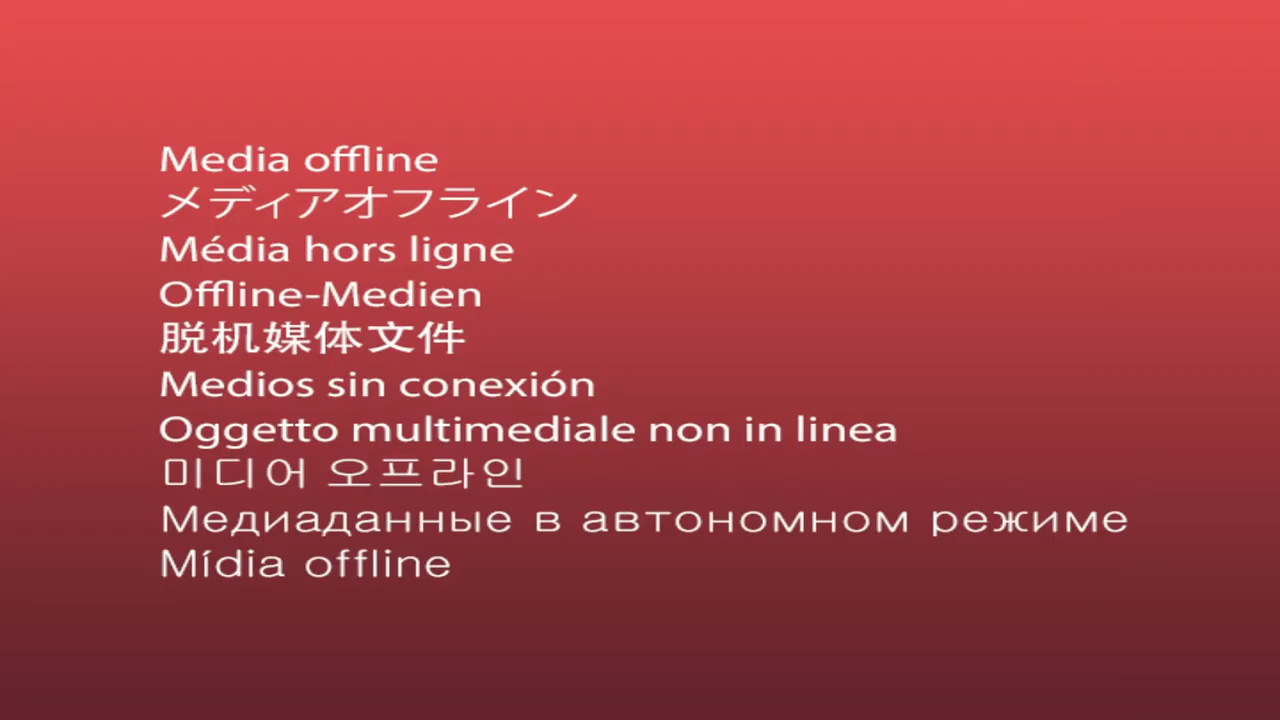 Media offline
メディアオフライン
Média hors ligne
Offline-Medien
脱机媒体文件
Medios sin conexión
Oggetto multimediale non in linea
미디어 오프라인
Медиаданные в автономном режиме
Mídia offline